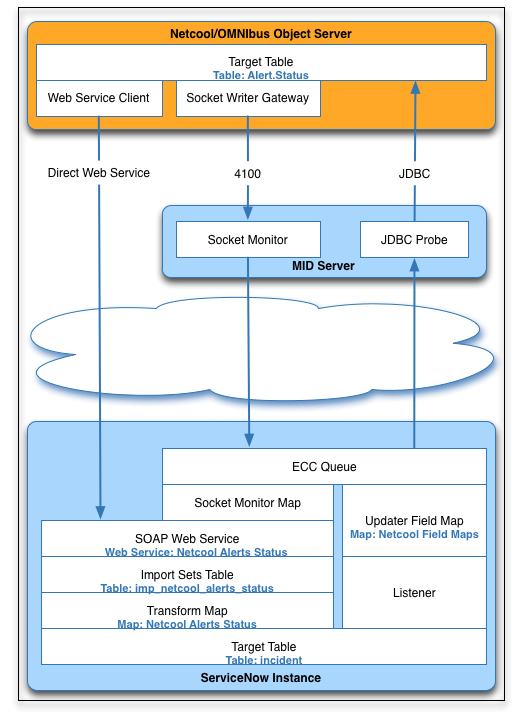 Netcool/OMNIbus Object Server
Target Table
Table: Alert.Status
Web Service Client
Socket Writer Gateway
Direct Web Service
4100
JDBC
Socket Monitor
JDBC Probe
MID Server
ECC Queue
Socket Monitor Map
Updater Field Map
Map: Netcool Field Maps
SOAP Web Service
Web Service: Netcool Alerts Status
Import Sets Table
Table: imp_netcool_alerts_status
Listener
Transform Map
Map: Netcool Alerts Status
Target Table
Table: incident
ServiceNow Instance